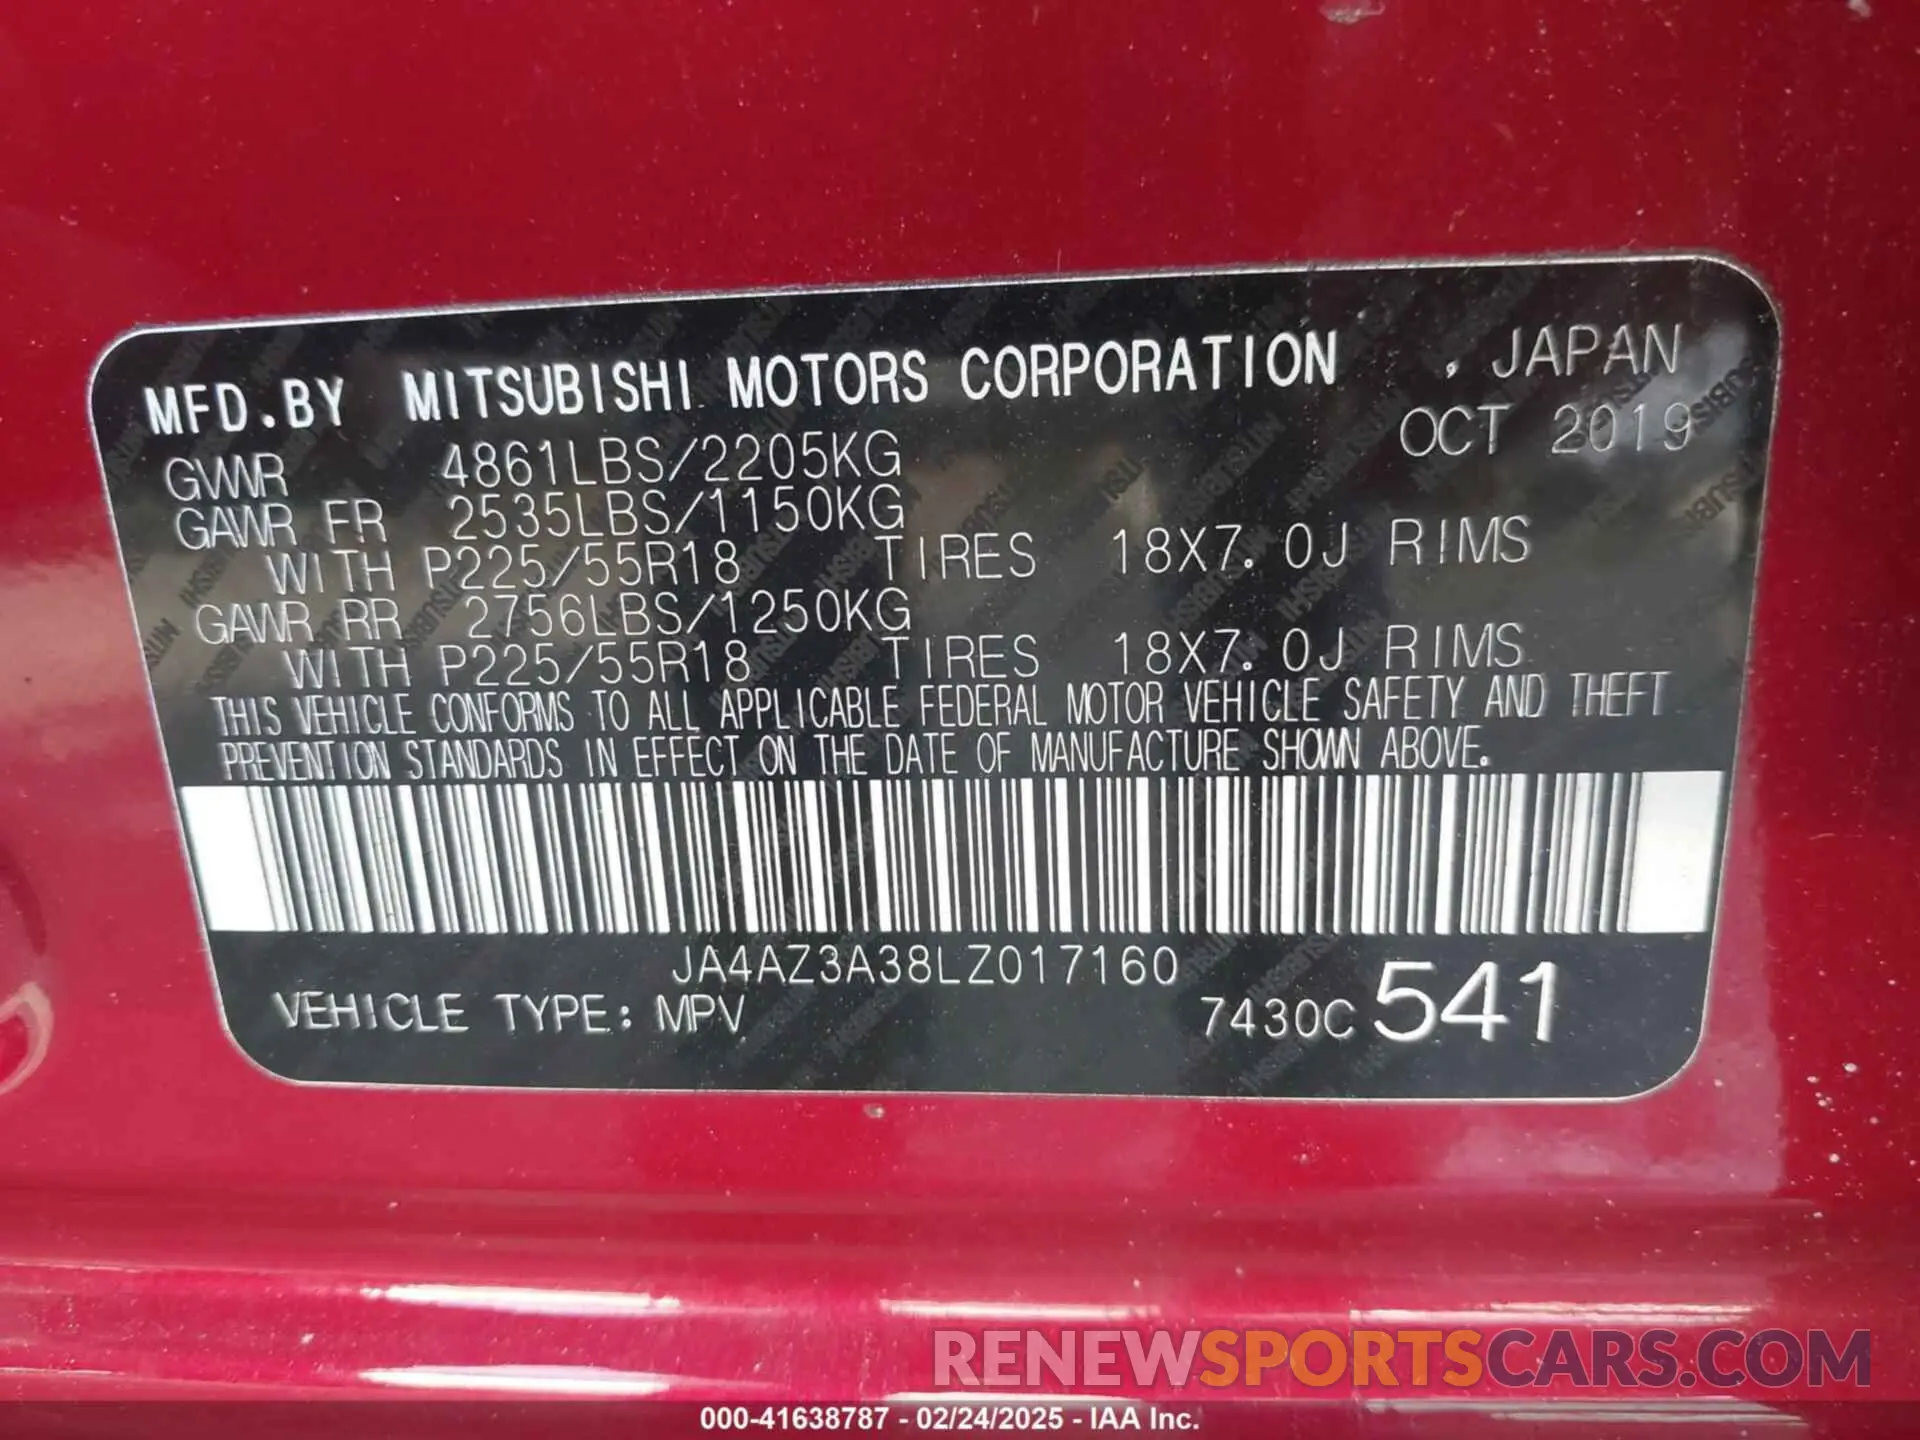 MFD.BY MITSUBISHI MOTORS CORPORATION , JAPAN
GVWR 4861LBS/2205KG OCT 2019
GAWR FR 2535LBS/1150KG
WITH P225/55R18 TIRES 18X7.0J RIMS
GAWR RR 2756LBS/1250KG
WITH P225/55R18 TIRES 18X7.0J RIMS
THIS VEHICLE CONFORMS TO ALL APPLICABLE FEDERAL MOTOR VEHICLE SAFETY AND THEFT
PREVENTION STANDARDS IN EFFECT ON THE DATE OF MANUFACTURE SHOWN ABOVE.
JA4AZ3A38LZ017160
VEHICLE TYPE: MPV 7430C 541
RENEWSPORTSCARS.COM
000-41638787 - 02/24/2025 - IAA Inc.